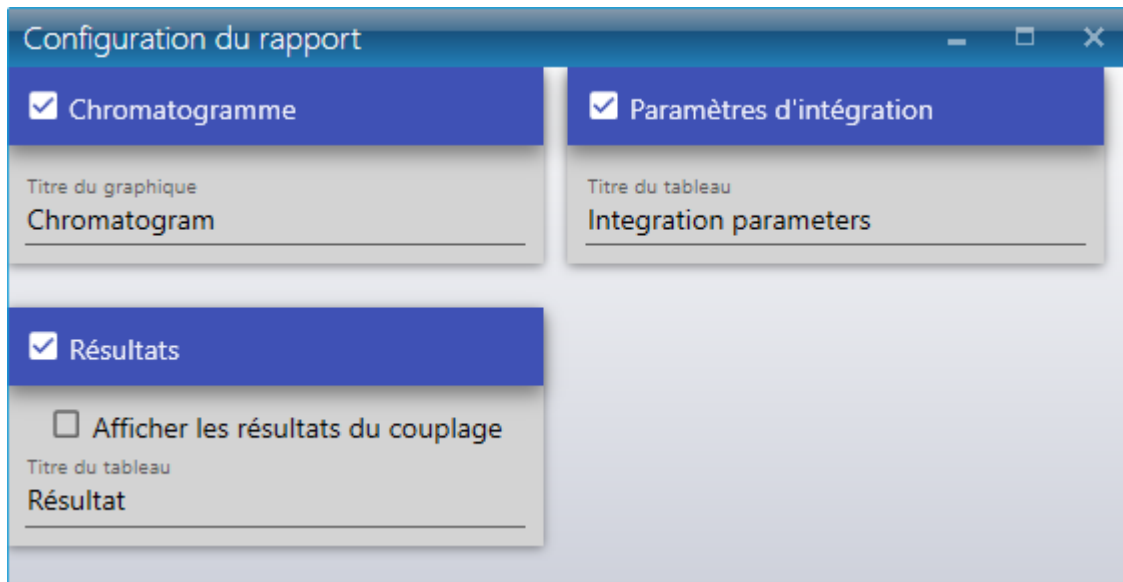 Configuration du rapport
Chromatogramme
Titre du graphique
Chromatogram
Paramètres d'intégration
Titre du tableau
Integration parameters
Résultats
Afficher les résultats du couplage
Titre du tableau
Résultat